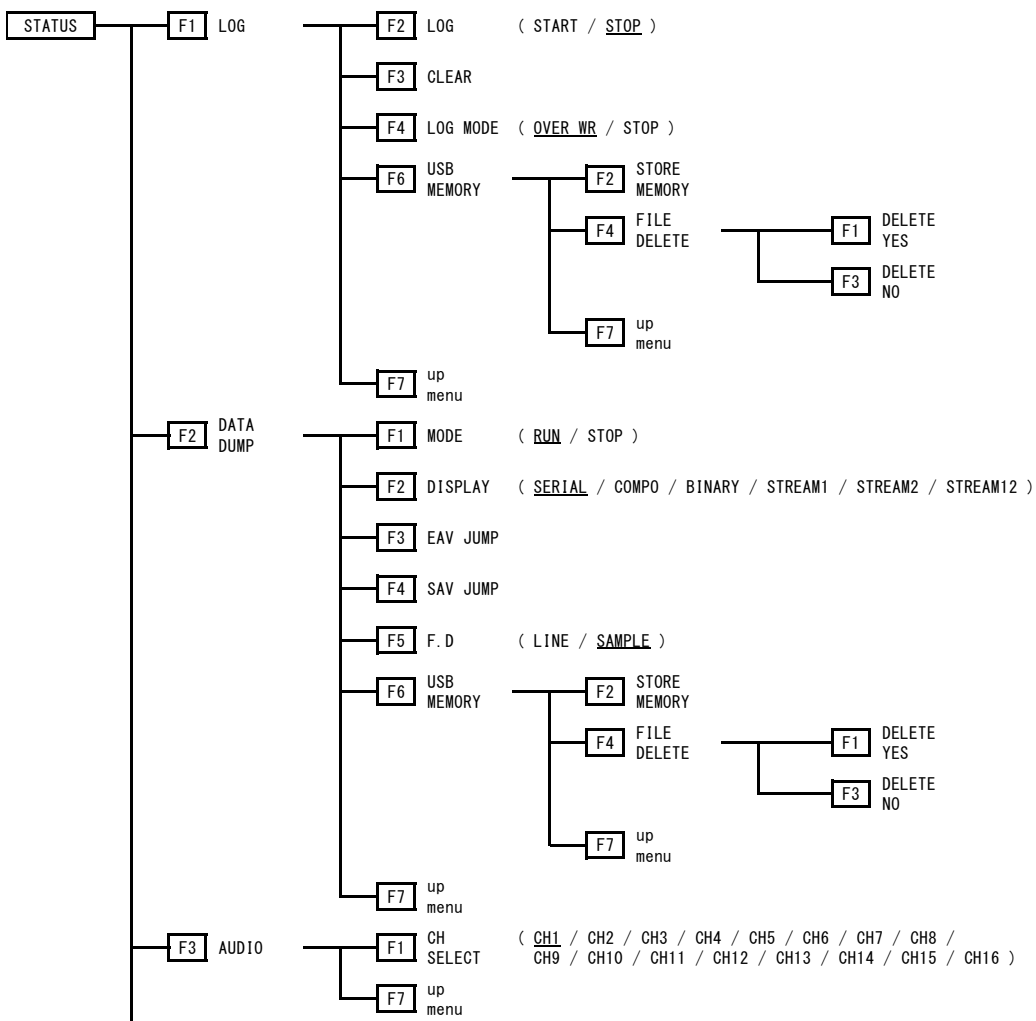 STATUS F1 LOG F2 LOG ( START / STOP )
F3 CLEAR
F4 LOG MODE ( OVER WR / STOP )
F6 USB MEMORY F2 STORE MEMORY
F4 FILE DELETE F1 DELETE YES
F3 DELETE NO
F7 up menu
F7 up menu
F2 DATA DUMP F1 MODE ( RUN / STOP )
F2 DISPLAY ( SERIAL / COMPO / BINARY / STREAM1 / STREAM2 / STREAM12 )
F3 EAV JUMP
F4 SAV JUMP
F5 F.D ( LINE / SAMPLE )
F6 USB MEMORY F2 STORE MEMORY
F4 FILE DELETE F1 DELETE YES
F3 DELETE NO
F7 up menu
F7 up menu
F3 AUDIO F1 CH SELECT ( CH1 / CH2 / CH3 / CH4 / CH5 / CH6 / CH7 / CH8 /
CH9 / CH10 / CH11 / CH12 / CH13 / CH14 / CH15 / CH16 )
F7 up menu